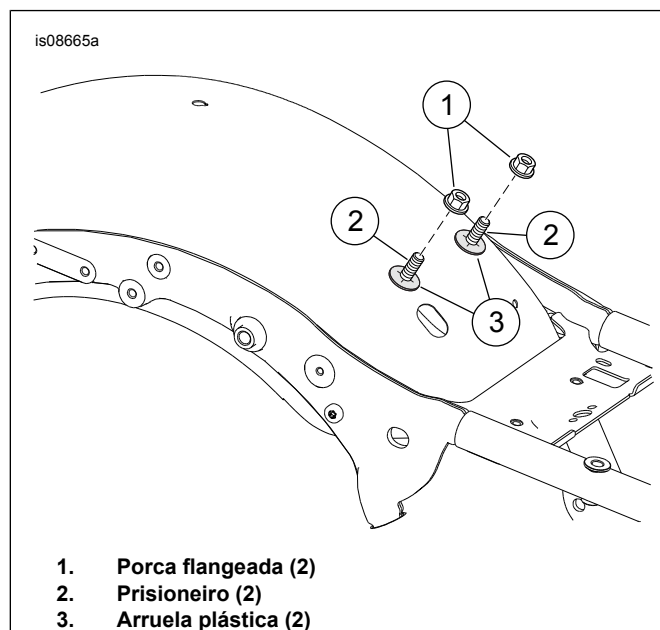 is08665a
1
2
2
3
1. Porca flangeada (2)
2. Prisioneiro (2)
3. Arruela plástica (2)